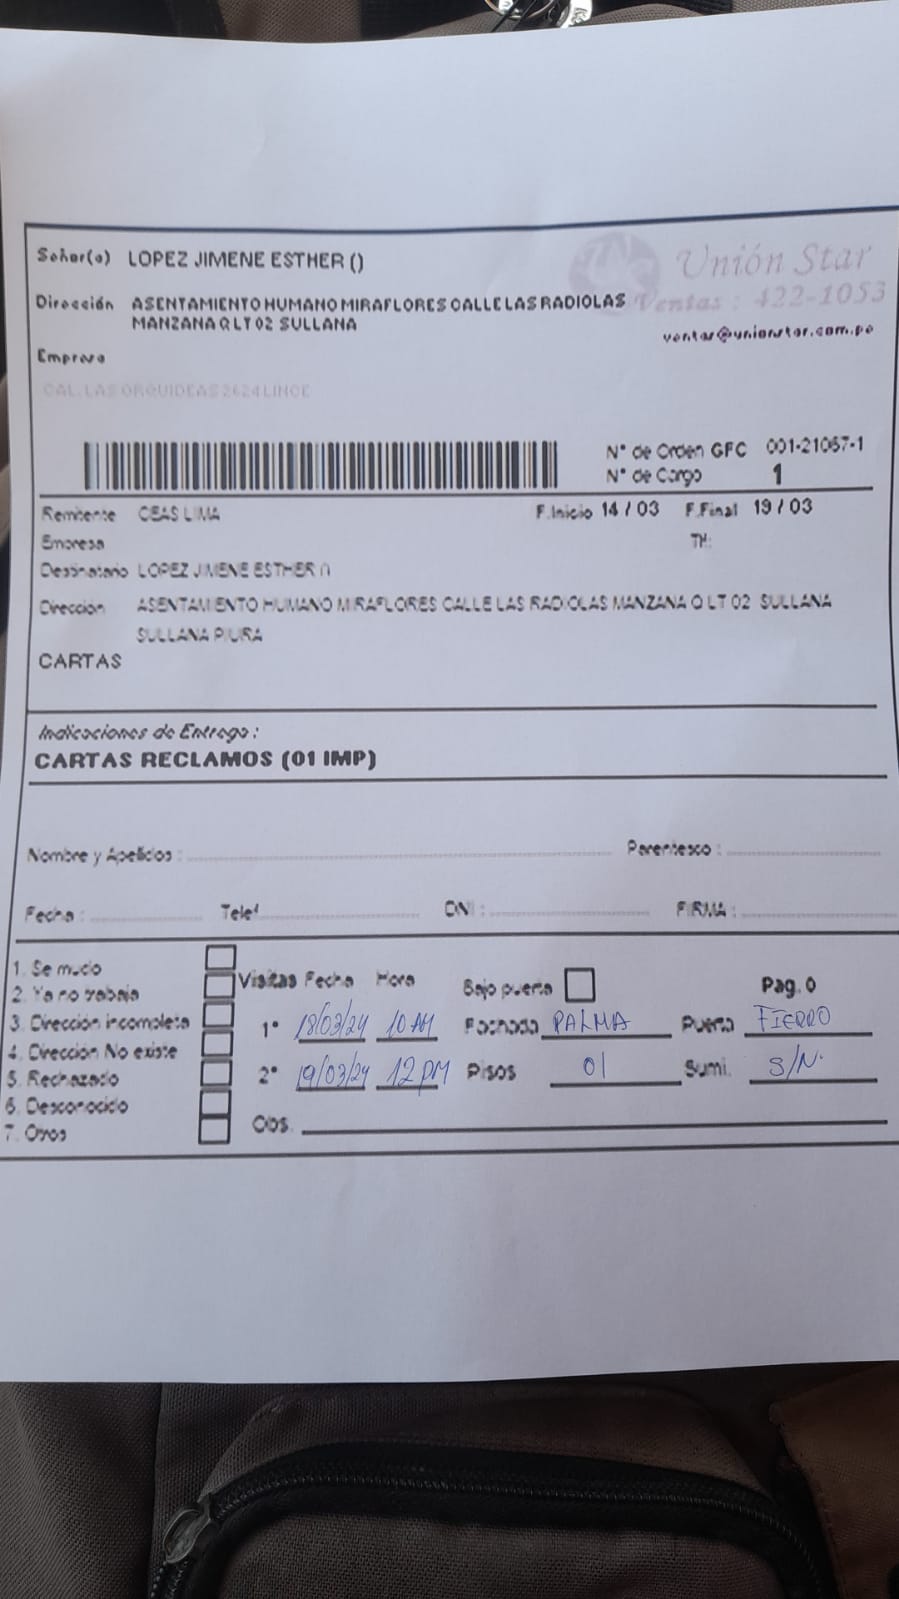 Señor(a) LOPEZ JIMENE ESTHER ()
Unión Star
Ventas : 422-1053
ventas@unionstar.com.pe
Dirección ASENTAMIENTO HUMANO MIRAFLORES CALLE LAS RADIOLAS
MANZANA Q LT 02 SULLANA
Empresa
CAL. LAS ORQUIDEAS 2624 LINCE
N° de Orden GFC 001-21067-1
N° de Cargo 1
Remitente CEAS LIMA F.Inicio 14 / 03 F.Final 19 / 03
Empresa
Destinatario LOPEZ JIMENE ESTHER ()
Dirección ASENTAMIENTO HUMANO MIRAFLORES CALLE LAS RADIOLAS MANZANA Q LT 02 SULLANA
SULLANA PIURA
CARTAS
Indicaciones de Entrega :
CARTAS RECLAMOS (01 IMP)
Nombre y Apellidos : Parentesco :
Fecha : Telef DNI : FIRMA :
1. Se mudo
2. Ya no trabaja
3. Dirección incompleta
4. Dirección No existe
5. Rechazado
6. Desconocido
7. Otros
Visitas Fecha Hora Bajo puerta Pag. 0
1° 18/03/24 10 AM Fachada PALMA Puerta FIERRO
2° 19/03/24 12 PM Pisos 01 Sumi. S/N.
Obs.